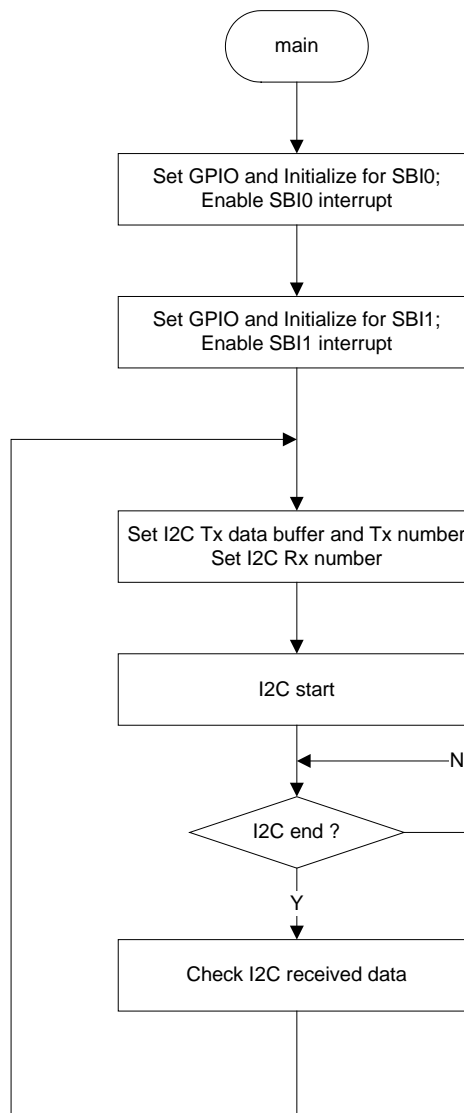 main
Set GPIO and Initialize for SBI0;
Enable SBI0 interrupt
Set GPIO and Initialize for SBI1;
Enable SBI1 interrupt
Set I2C Tx data buffer and Tx number
Set I2C Rx number
I2C start
N
I2C end ?
Y
Check I2C received data